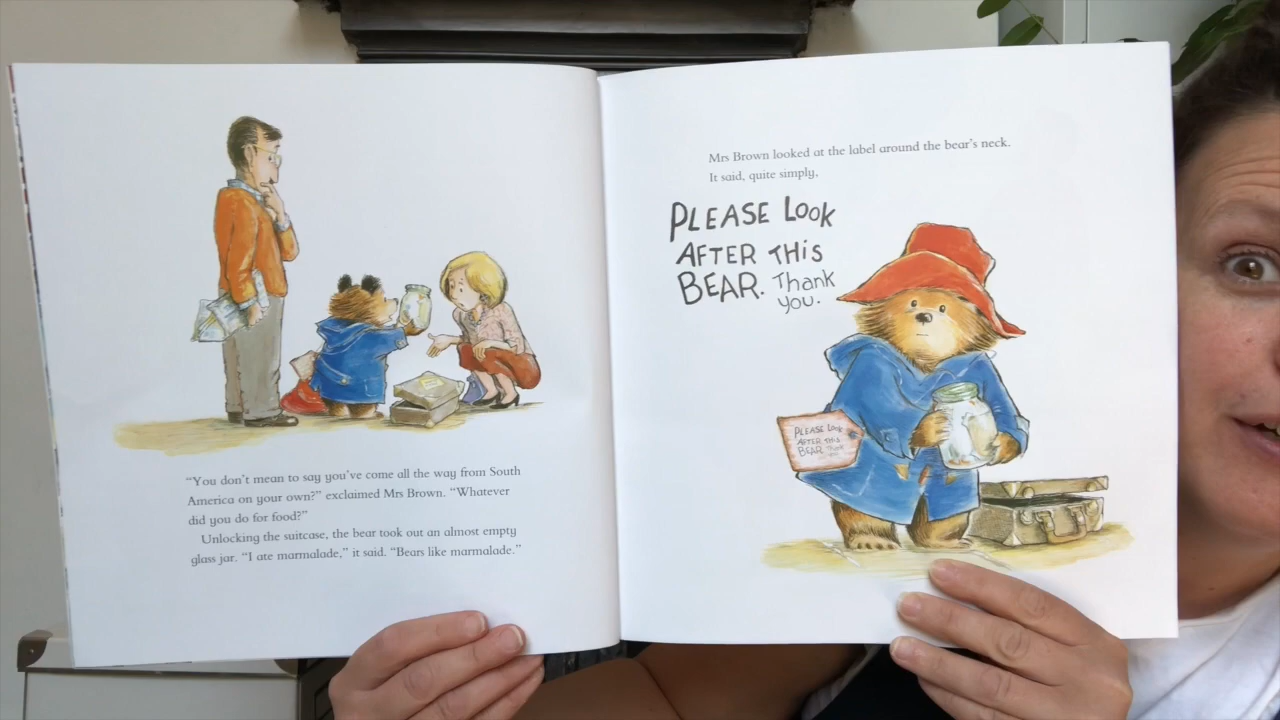 “You don’t mean to say you’ve come all the way from South
America on your own?” exclaimed Mrs Brown. “Whatever
did you do for food?”
Unlocking the suitcase, the bear took out an almost empty
glass jar. “I ate marmalade,” it said. “Bears like marmalade.”
Mrs Brown looked at the label around the bear’s neck.
It said, quite simply,
PLEASE LooK
AFTER THiS
BEAR. Thank
you.
PLEASE LooK
AFTER THiS
BEAR. Thank
you.